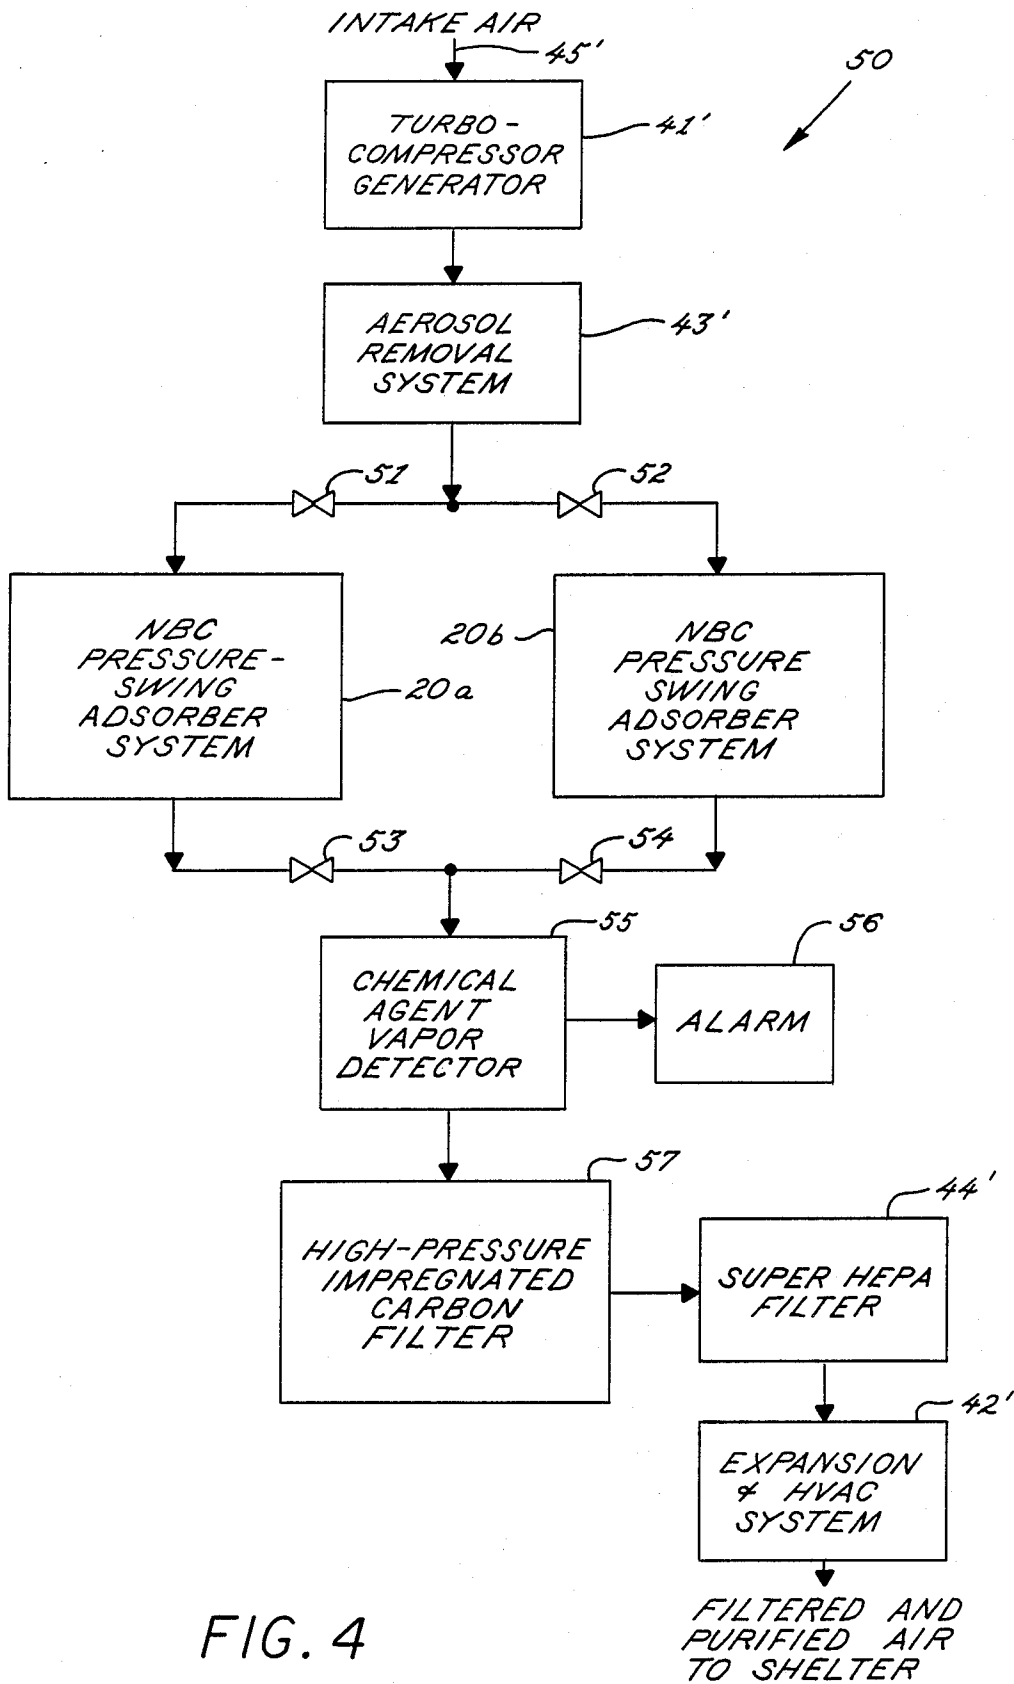 INTAKE AIR
45'
50
TURBO-
COMPRESSOR
GENERATOR
41'
AEROSOL
REMOVAL
SYSTEM
43'
51
52
NBC
PRESSURE-
SWING
ADSORBER
SYSTEM
20a
20b
NBC
PRESSURE
SWING
ADSORBER
SYSTEM
53
54
55
CHEMICAL
AGENT
VAPOR
DETECTOR
56
ALARM
57
HIGH-PRESSURE
IMPREGNATED
CARBON
FILTER
44'
SUPER HEPA
FILTER
42'
EXPANSION
& HVAC
SYSTEM
FILTERED AND
PURIFIED AIR
TO SHELTER
FIG. 4